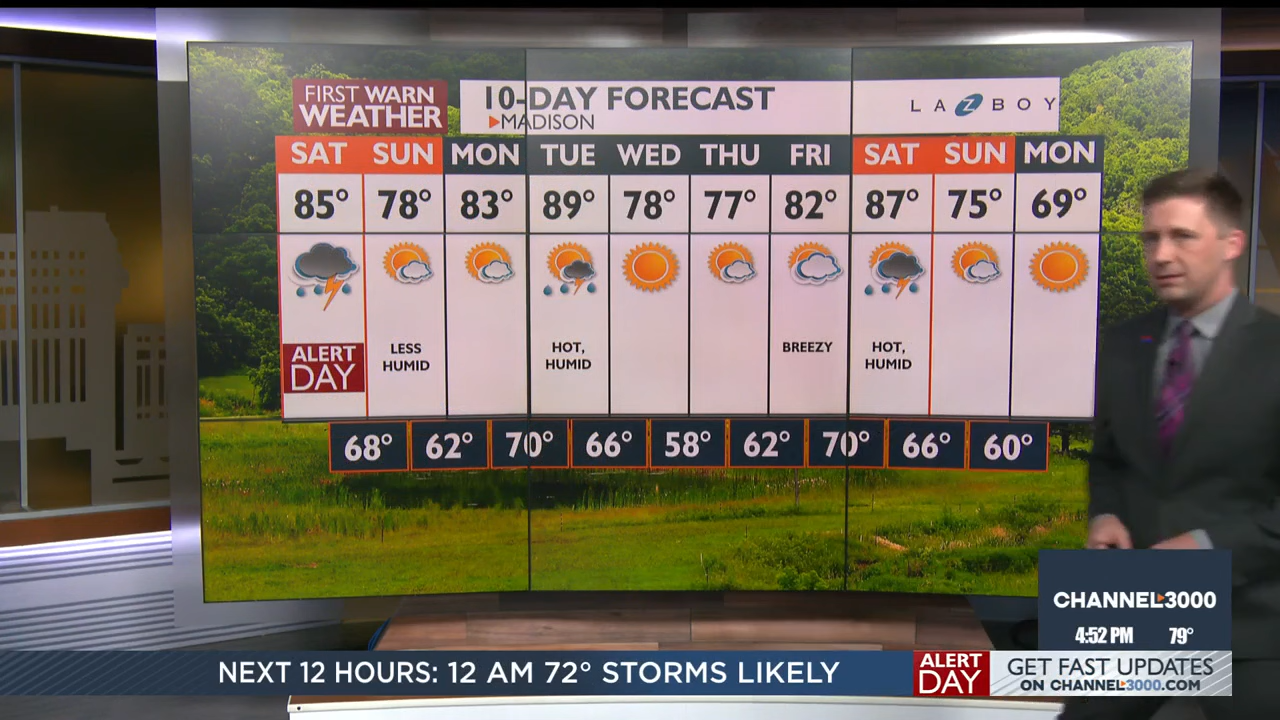 FIRST WARN
WEATHER
10-DAY FORECAST
MADISON
LA Z BOY
SAT SUN MON TUE WED THU FRI SAT SUN MON
85° 78° 83° 89° 78° 77° 82° 87° 75° 69°
ALERT
DAY
LESS
HUMID
HOT,
HUMID
BREEZY
HOT,
HUMID
68° 62° 70° 66° 58° 62° 70° 66° 60°
CHANNEL3000
4:52 PM 79°
NEXT 12 HOURS: 12 AM 72° STORMS LIKELY
ALERT
DAY
GET FAST UPDATES
ON CHANNEL3000.COM